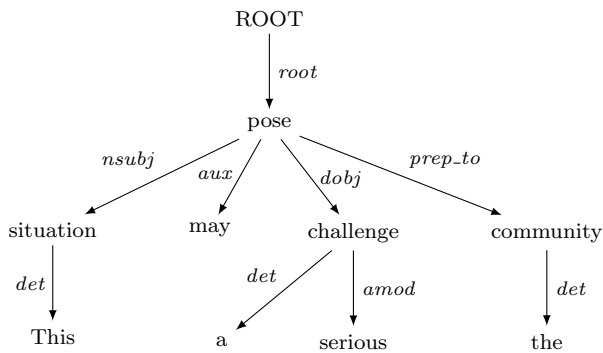 ROOT
root
pose
nsubj aux dobj prep_to
situation may challenge community
det det amod det
This a serious the